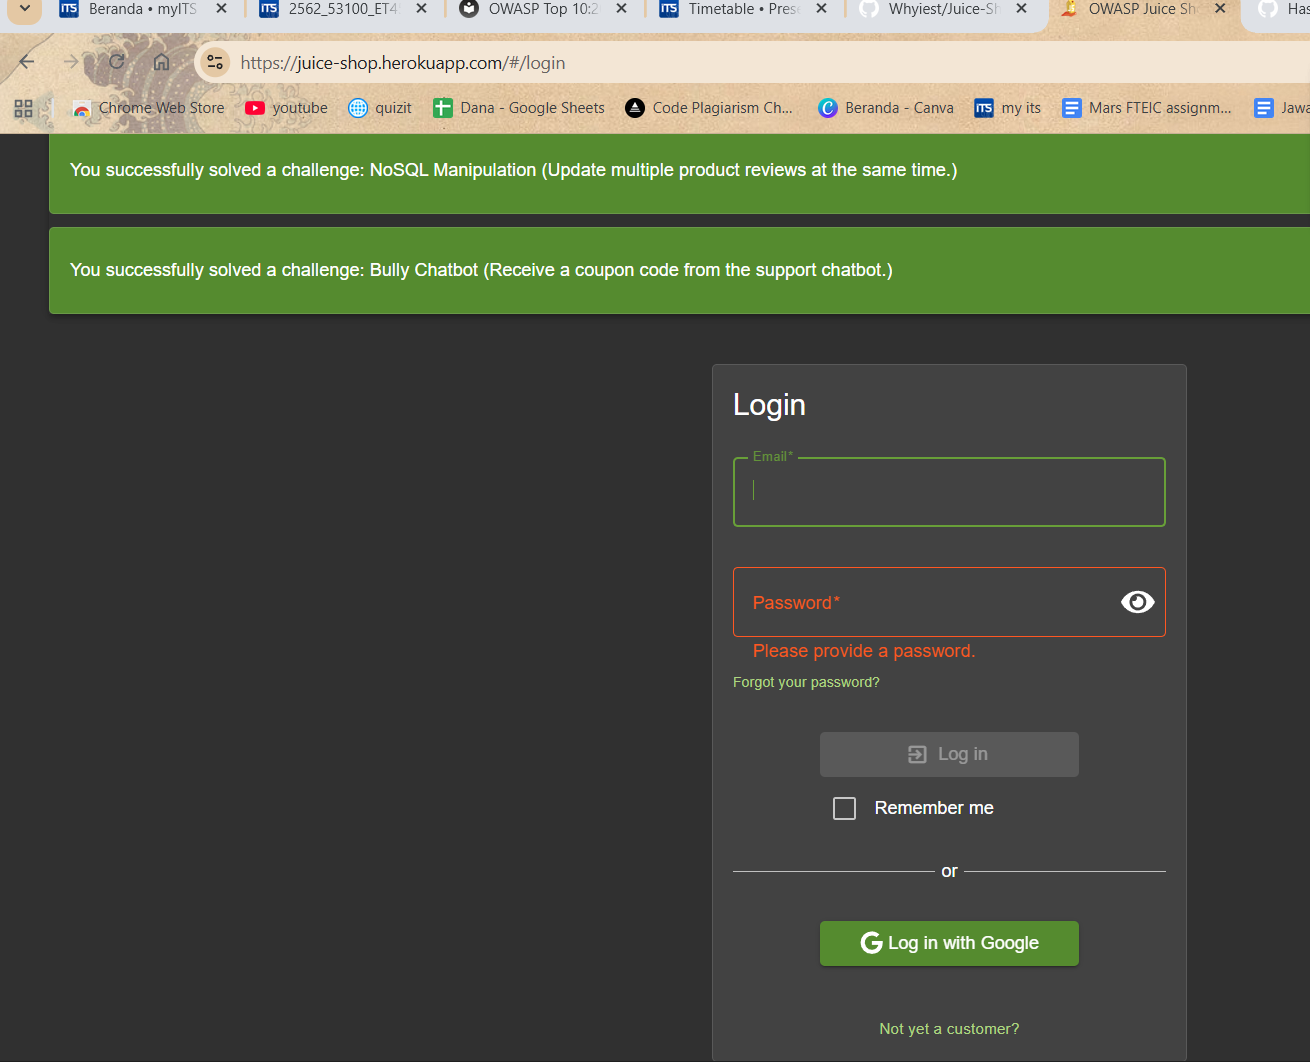 Beranda • myITS
2562_53100_ET4
OWASP Top 10:2
Timetable • Prese
Whyiest/Juice-Sh
OWASP Juice Sho
Has
https://juice-shop.herokuapp.com/#/login
Chrome Web Store
youtube
quizit
Dana - Google Sheets
Code Plagiarism Ch...
Beranda - Canva
my its
Mars FTEIC assignm...
Jawa
You successfully solved a challenge: NoSQL Manipulation (Update multiple product reviews at the same time.)
You successfully solved a challenge: Bully Chatbot (Receive a coupon code from the support chatbot.)
Login
Email*
Password*
Please provide a password.
Forgot your password?
Log in
Remember me
or
Log in with Google
Not yet a customer?